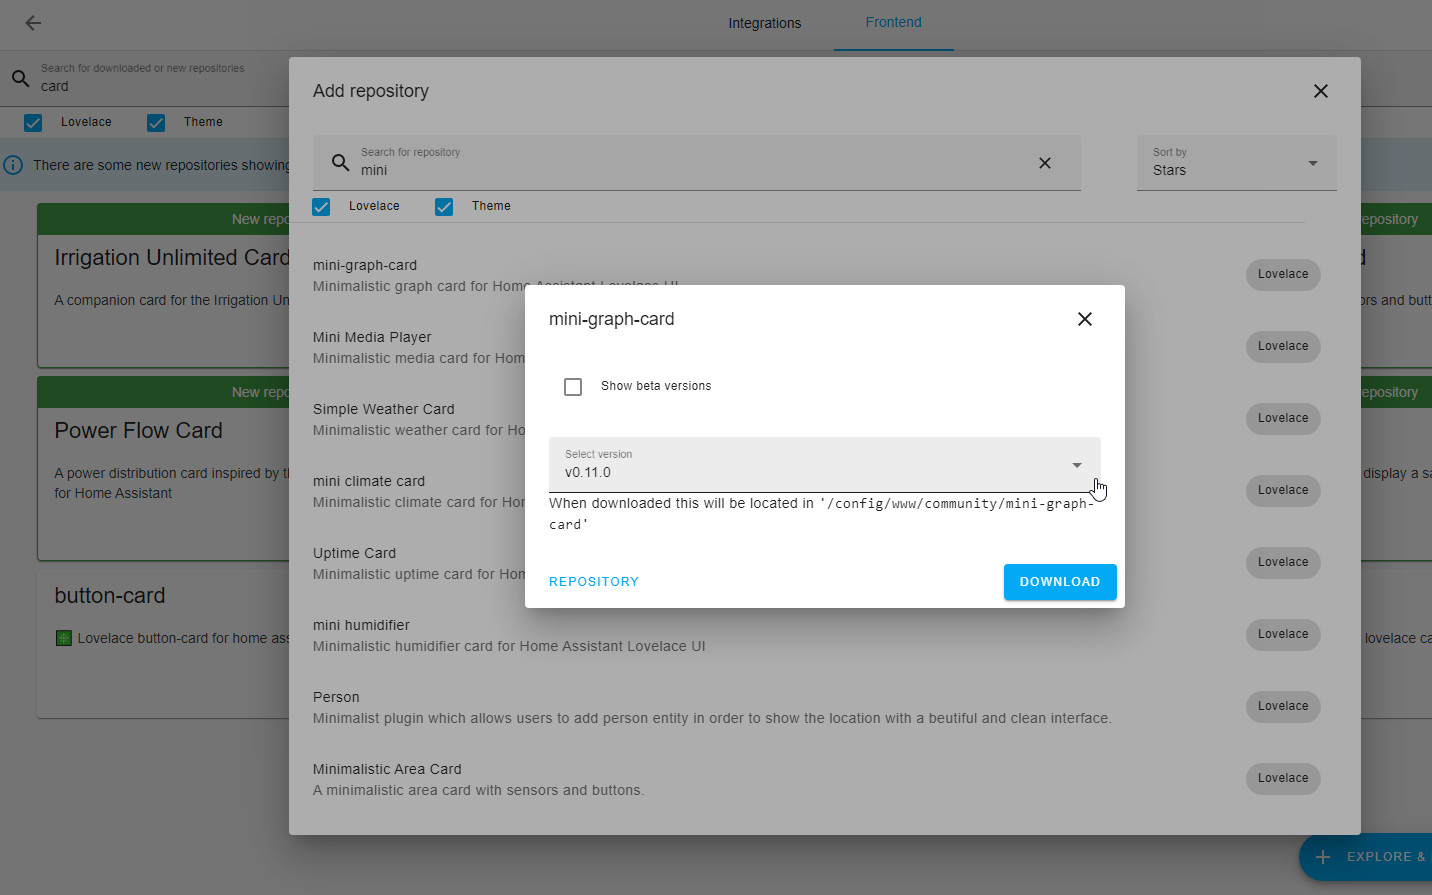 Integrations
Frontend
Search for downloaded or new repositories
card
Lovelace
Theme
There are some new repositories showing
New repo
Irrigation Unlimited Card
A companion card for the Irrigation Un
New repo
Power Flow Card
A power distribution card inspired by t
for Home Assistant
button-card
Lovelace button-card for home ass
Add repository
Search for repository
mini
Sort by
Stars
Lovelace
Theme
mini-graph-card
Minimalistic graph card for Home Assistant Lovelace UI
Lovelace
Mini Media Player
Minimalistic media card for Hom
Lovelace
Simple Weather Card
Minimalistic weather card for Ho
Lovelace
mini climate card
Minimalistic climate card for Hor
Lovelace
Uptime Card
Minimalistic uptime card for Hon
Lovelace
mini humidifier
Minimalistic humidifier card for Home Assistant Lovelace UI
Lovelace
Person
Minimalist plugin which allows users to add person entity in order to show the location with a beutiful and clean interface.
Lovelace
Minimalistic Area Card
A minimalistic area card with sensors and buttons.
Lovelace
mini-graph-card
Show beta versions
Select version
v0.11.0
When downloaded this will be located in '/config/www/community/mini-graph-
card'
REPOSITORY
DOWNLOAD
epository
d
ors and butt
epository
display a sa
lovelace ca
EXPLORE &